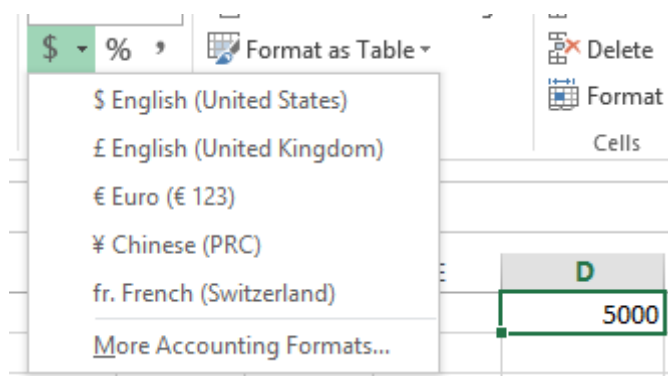 $ % , Format as Table Delete
Format
Cells
$ English (United States)
£ English (United Kingdom)
€ Euro (€ 123)
¥ Chinese (PRC)
fr. French (Switzerland)
More Accounting Formats...
D
5000